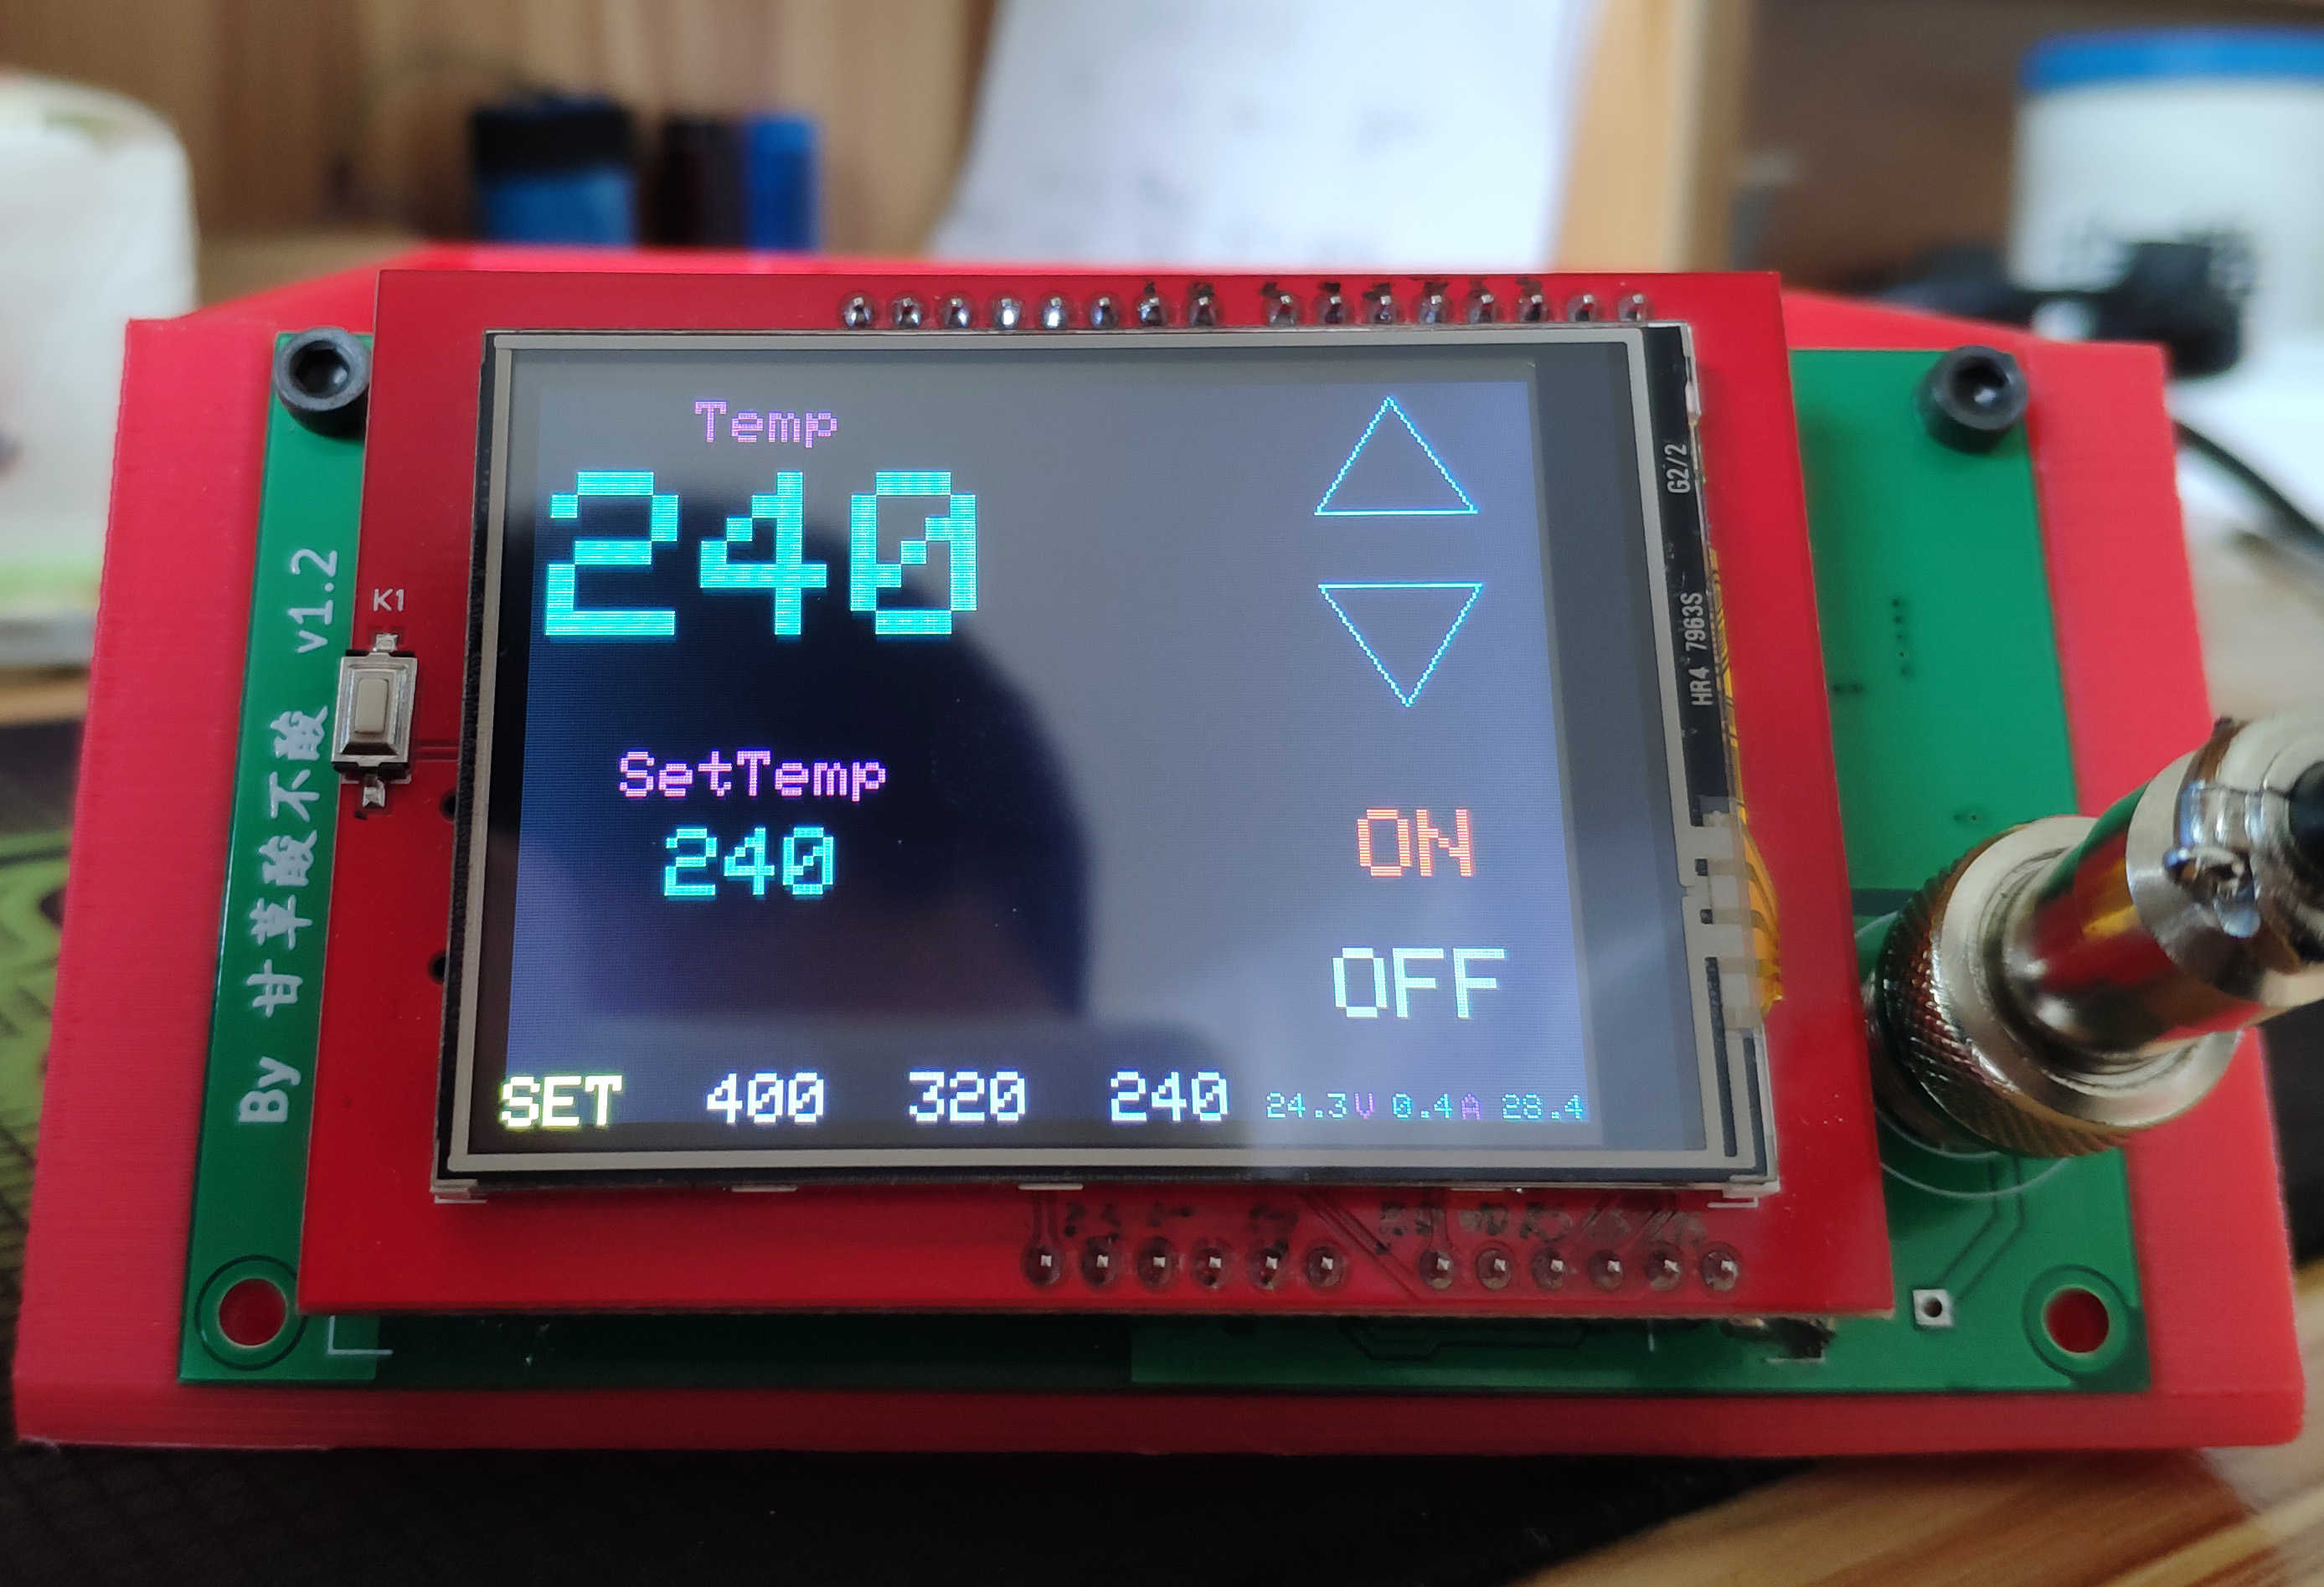 Temp
240
SetTemp
240
ON
OFF
SET 400 320 240 24.3V 0.4A 28.4
K1
By 甘草酸不酸 v1.2
G2/2
HR4 7963S